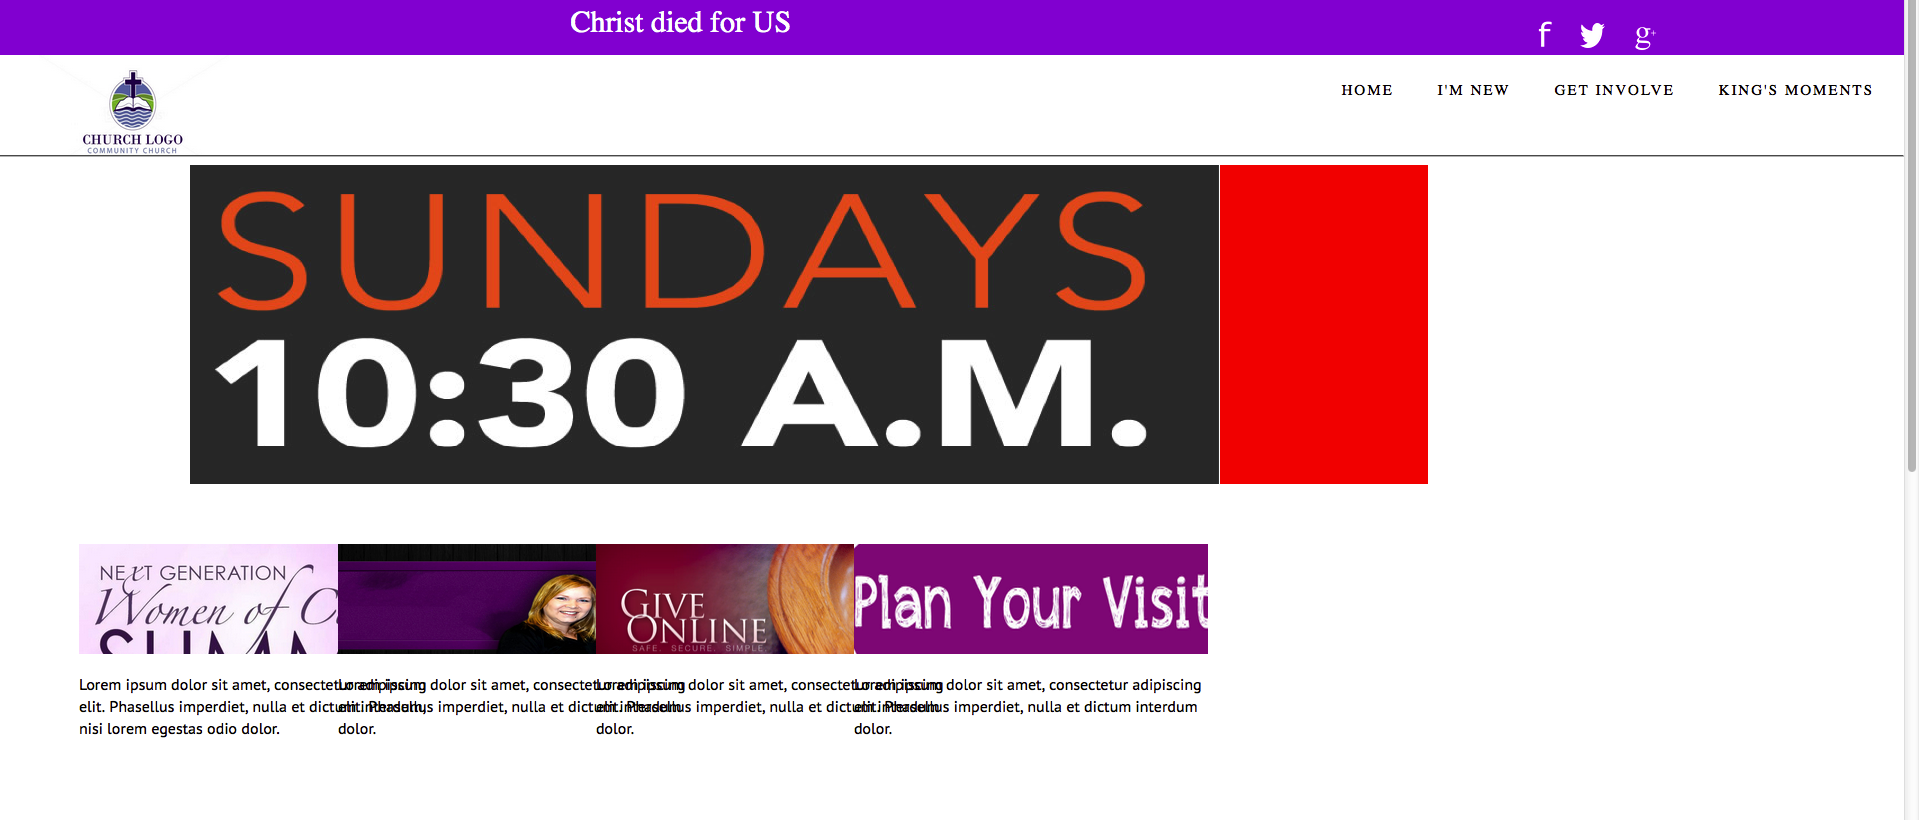 Christ died for US
f g+
CHURCH LOGO
COMMUNITY CHURCH
HOME I'M NEW GET INVOLVE KING'S MOMENTS
SUNDAYS
10:30 A.M.
NEXT GENERATION
Women of C
SUMM
GIVE
ONLINE
SAFE. SECURE. SIMPLE.
Plan Your Visit
Lorem ipsum dolor sit amet, consectetur adipiscing
elit. Phasellus imperdiet, nulla et dictum interdum,
nisi lorem egestas odio dolor.
Lorem ipsum dolor sit amet, consectetur adipiscing
elit. Phasellus imperdiet, nulla et dictum interdum
dolor.
Lorem ipsum dolor sit amet, consectetur adipiscing
elit. Phasellus imperdiet, nulla et dictum interdum
dolor.
Lorem ipsum dolor sit amet, consectetur adipiscing
elit. Phasellus imperdiet, nulla et dictum interdum
dolor.